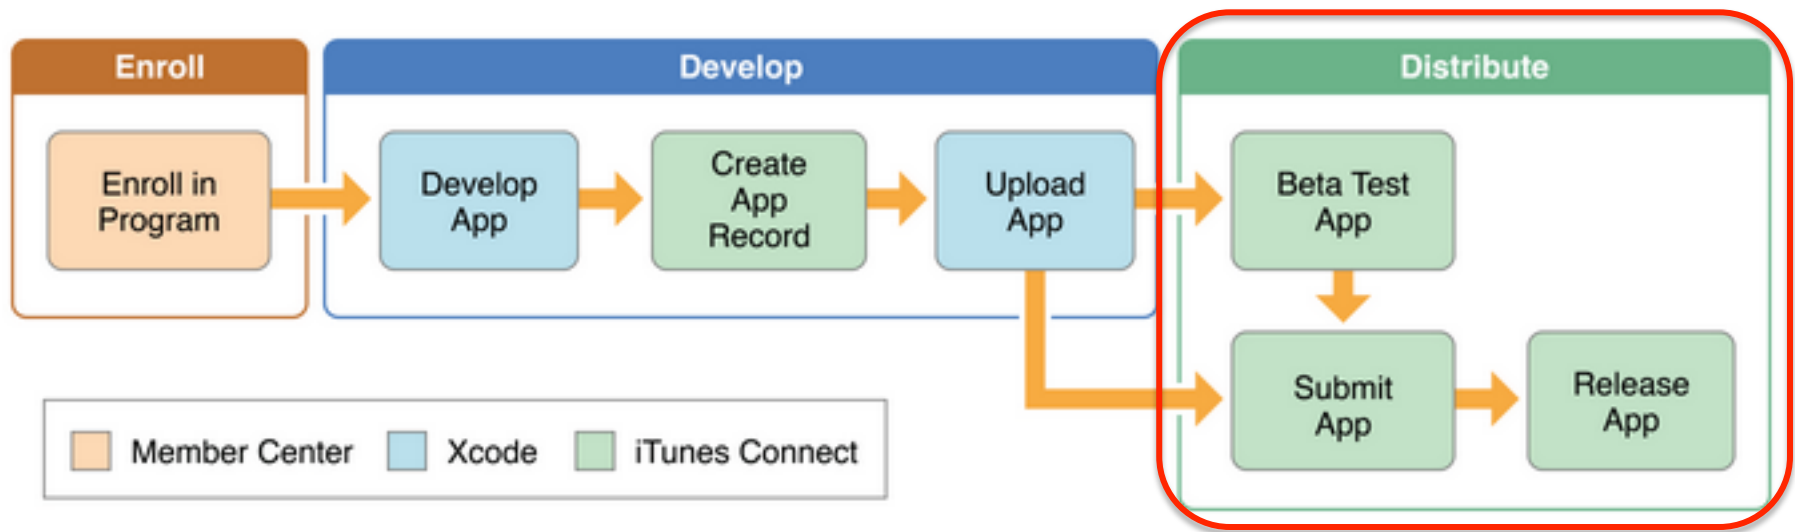 Enroll
Develop
Distribute
Enroll in
Program
Develop
App
Create
App
Record
Upload
App
Beta Test
App
Submit
App
Release
App
Member Center
Xcode
iTunes Connect